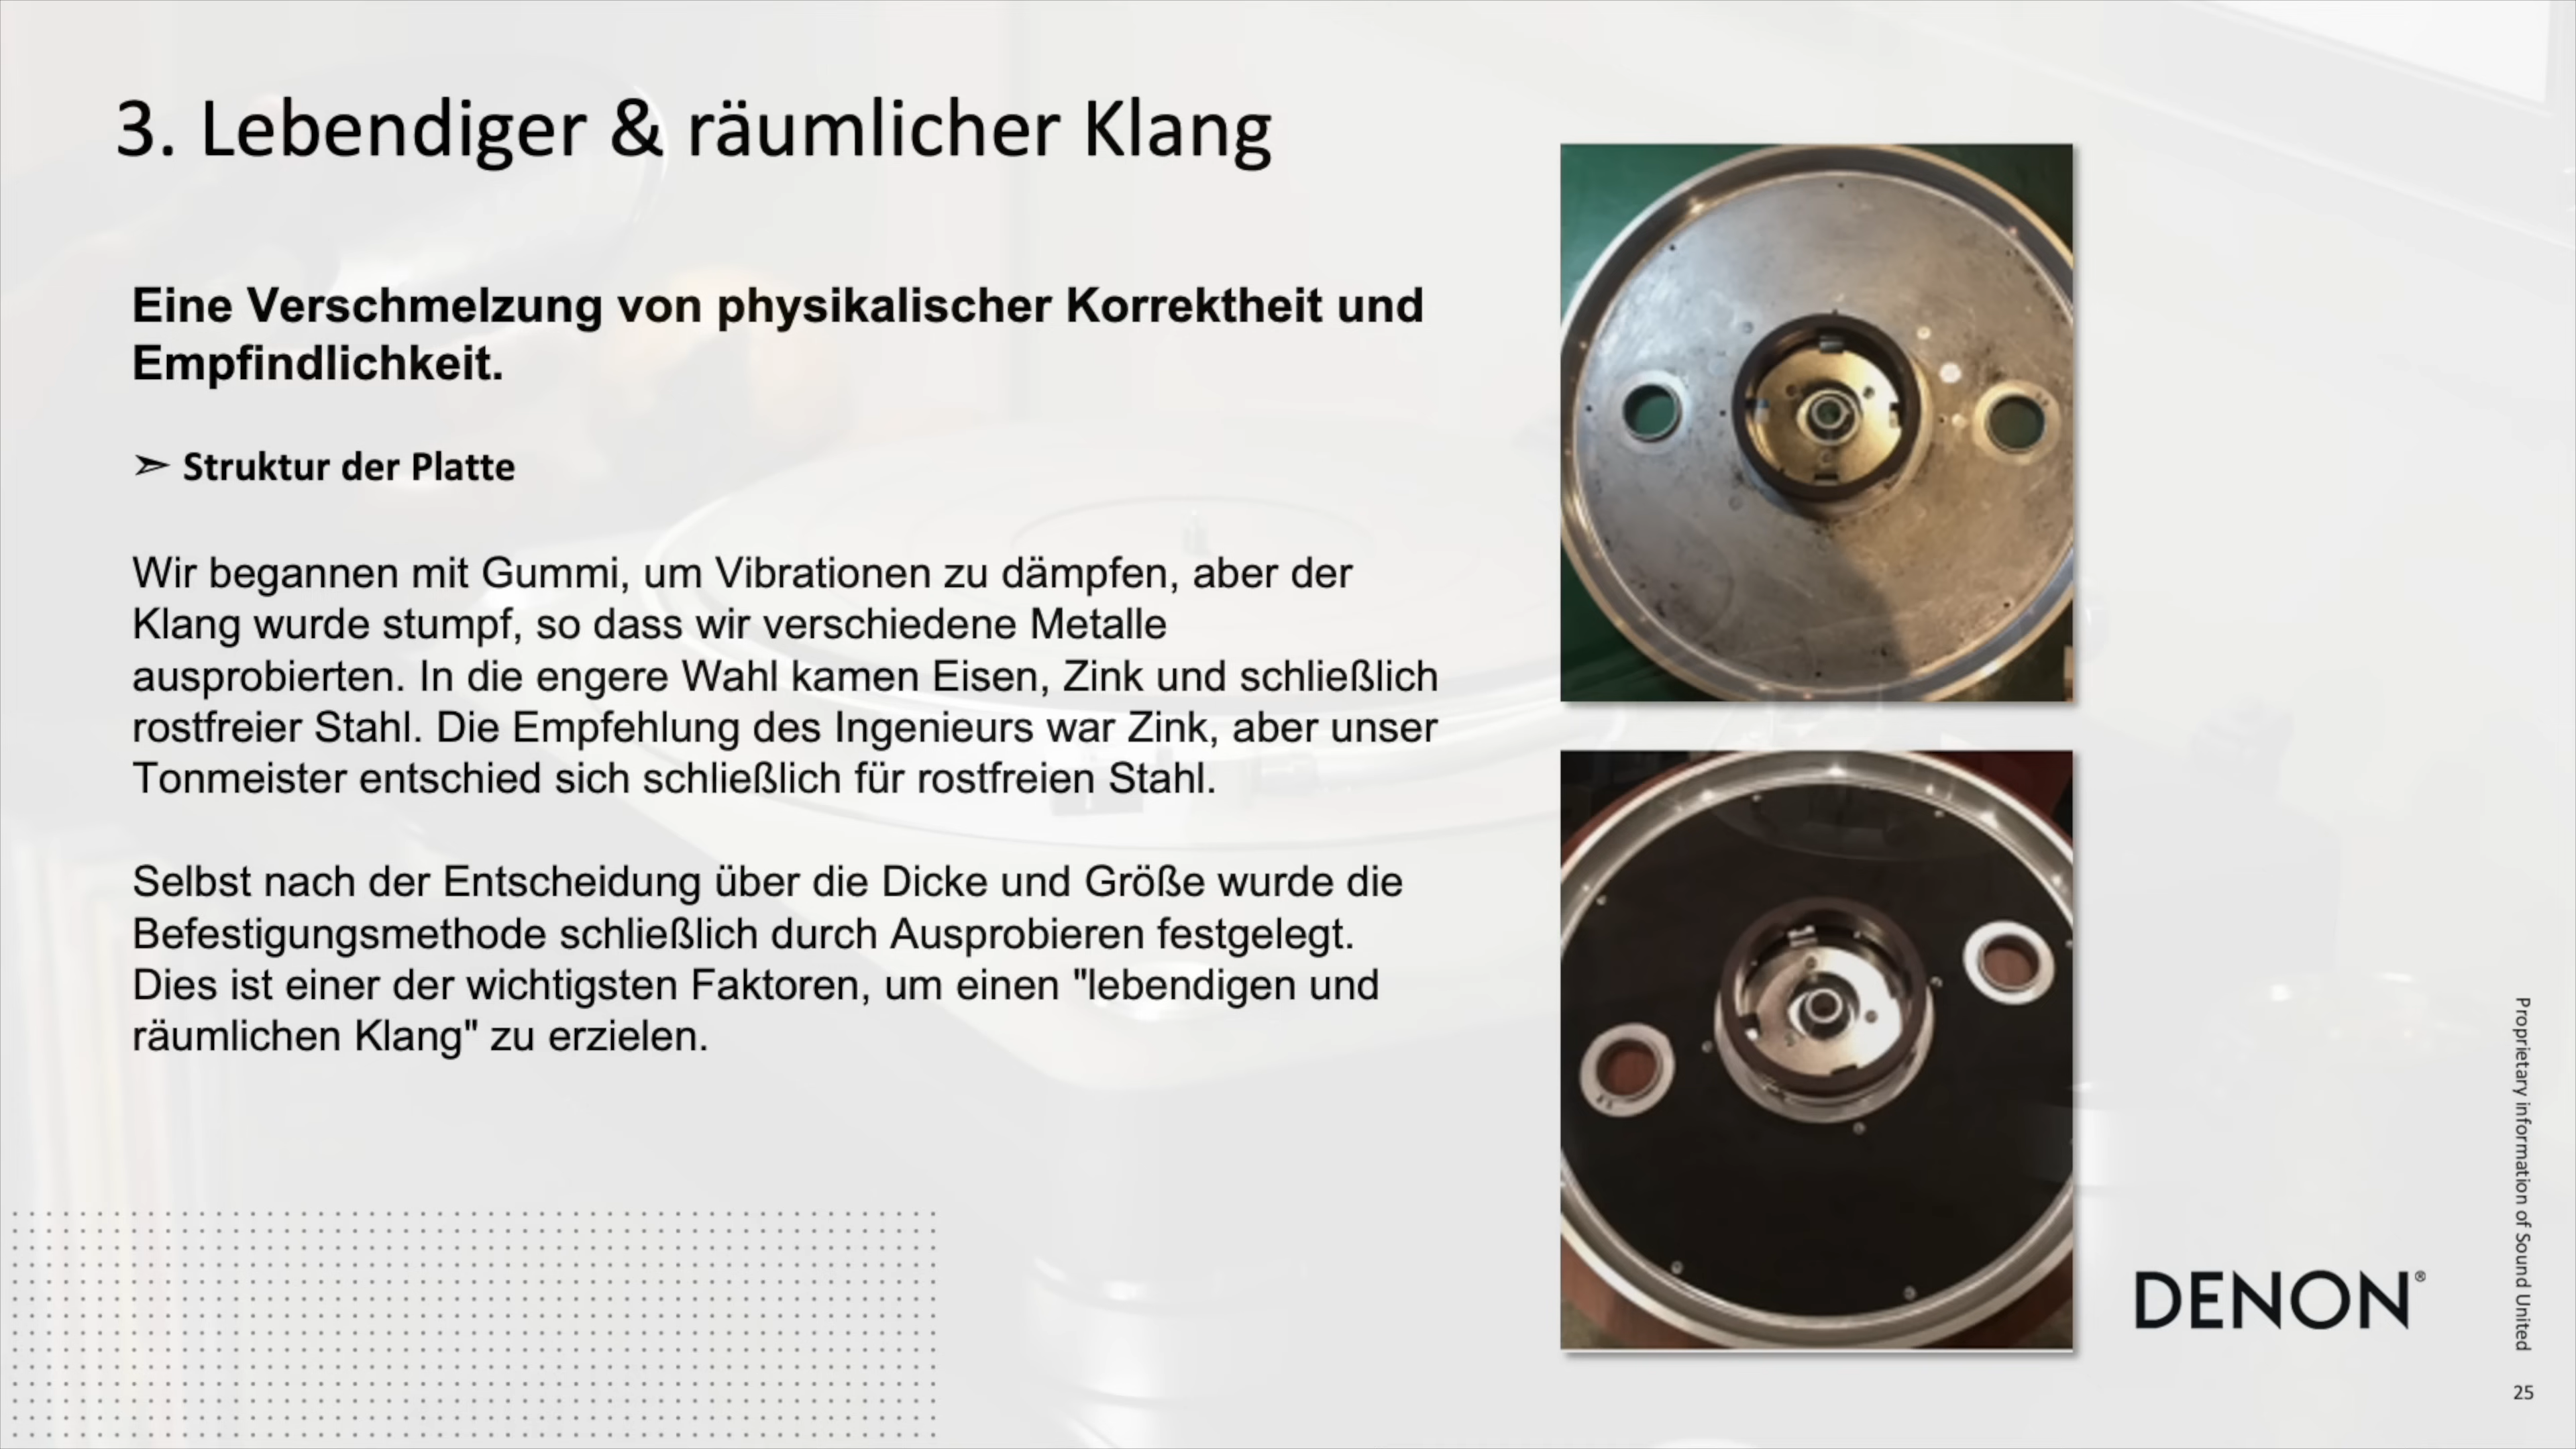 3. Lebendiger & räumlicher Klang
Eine Verschmelzung von physikalischer Korrektheit und
Empfindlichkeit.
➣ Struktur der Platte
Wir begannen mit Gummi, um Vibrationen zu dämpfen, aber der
Klang wurde stumpf, so dass wir verschiedene Metalle
ausprobierten. In die engere Wahl kamen Eisen, Zink und schließlich
rostfreier Stahl. Die Empfehlung des Ingenieurs war Zink, aber unser
Tonmeister entschied sich schließlich für rostfreien Stahl.
Selbst nach der Entscheidung über die Dicke und Größe wurde die
Befestigungsmethode schließlich durch Ausprobieren festgelegt.
Dies ist einer der wichtigsten Faktoren, um einen "lebendigen und
räumlichen Klang" zu erzielen.
DENON®
Proprietary information of Sound United
25